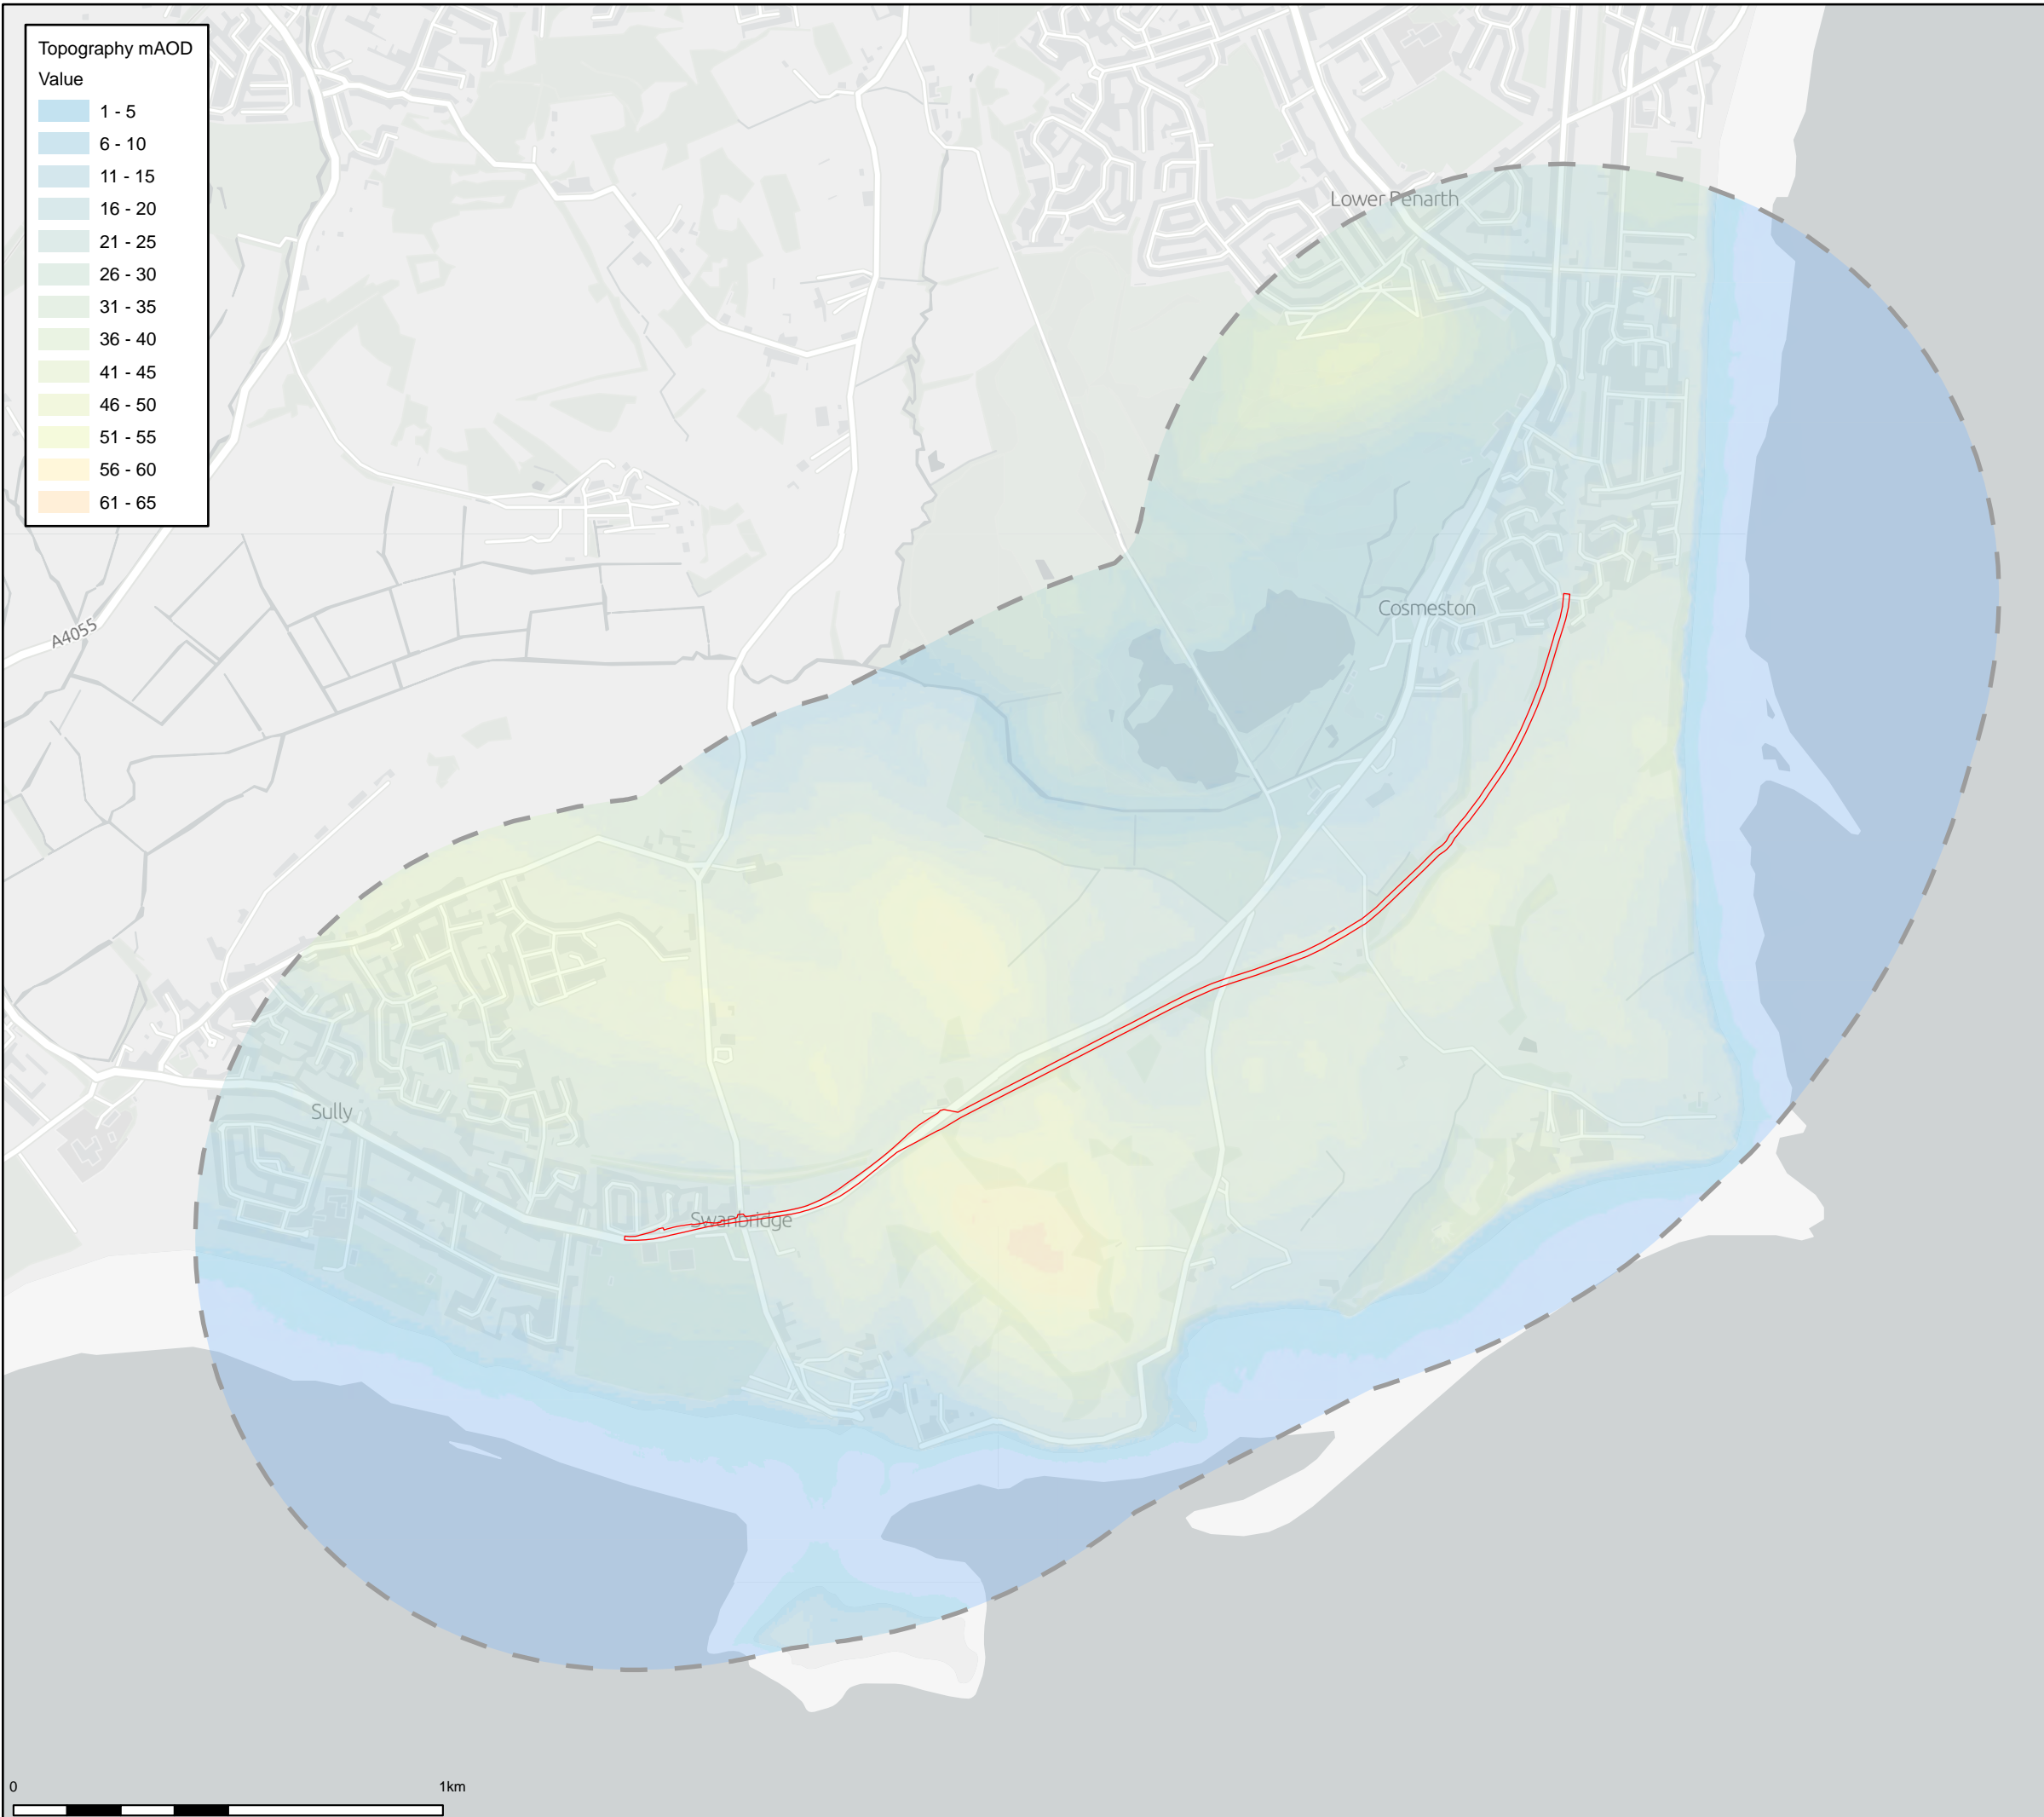 Topography mAOD
Value
1 - 5
6 - 10
11 - 15
16 - 20
21 - 25
26 - 30
31 - 35
36 - 40
41 - 45
46 - 50
51 - 55
56 - 60
61 - 65
Lower Penarth
Cosmeston
A4055
Sully
Swanbridge
0 1km